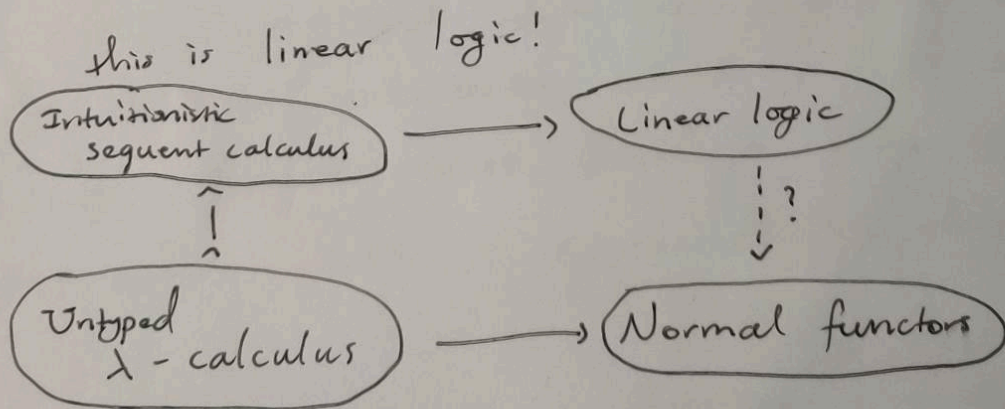 this is linear logic!
Intuitionistic
sequent calculus
Linear logic
?
Untyped
λ - calculus
Normal functors